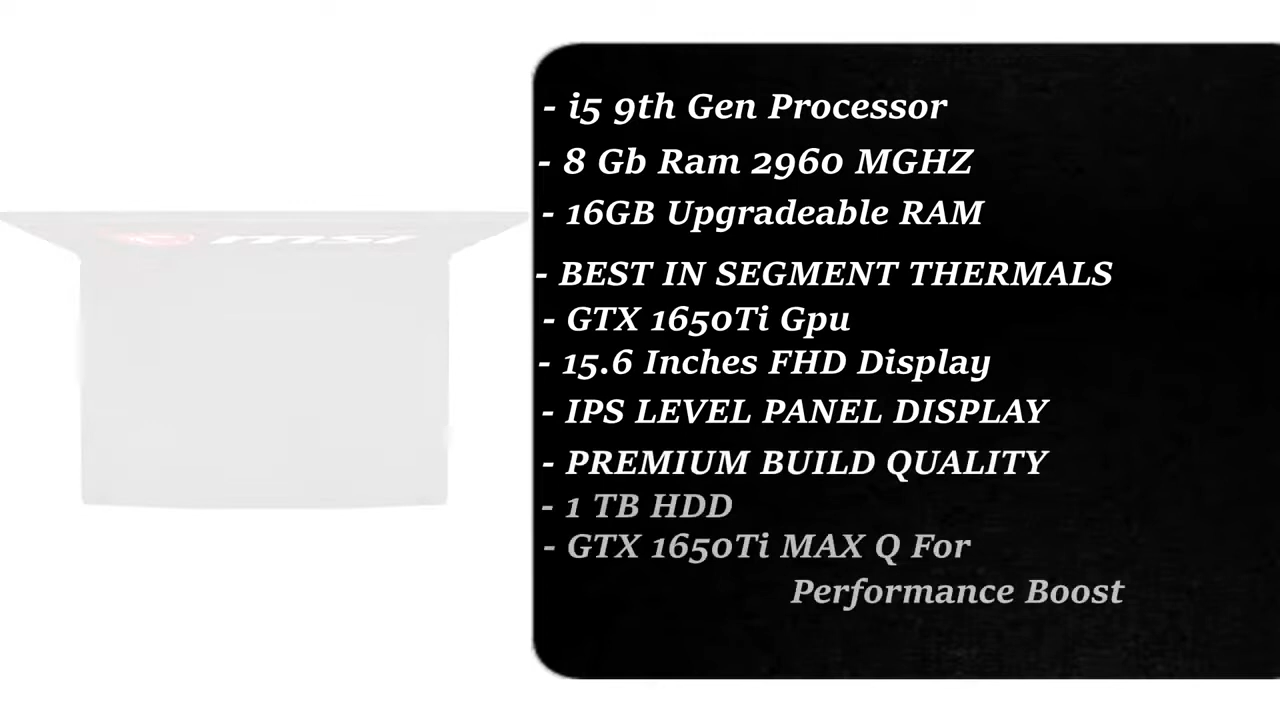 msi
- i5 9th Gen Processor
- 8 Gb Ram 2960 MGHZ
- 16GB Upgradeable RAM
- BEST IN SEGMENT THERMALS
- GTX 1650Ti Gpu
- 15.6 Inches FHD Display
- IPS LEVEL PANEL DISPLAY
- PREMIUM BUILD QUALITY
- 1 TB HDD
- GTX 1650Ti MAX Q For
Performance Boost